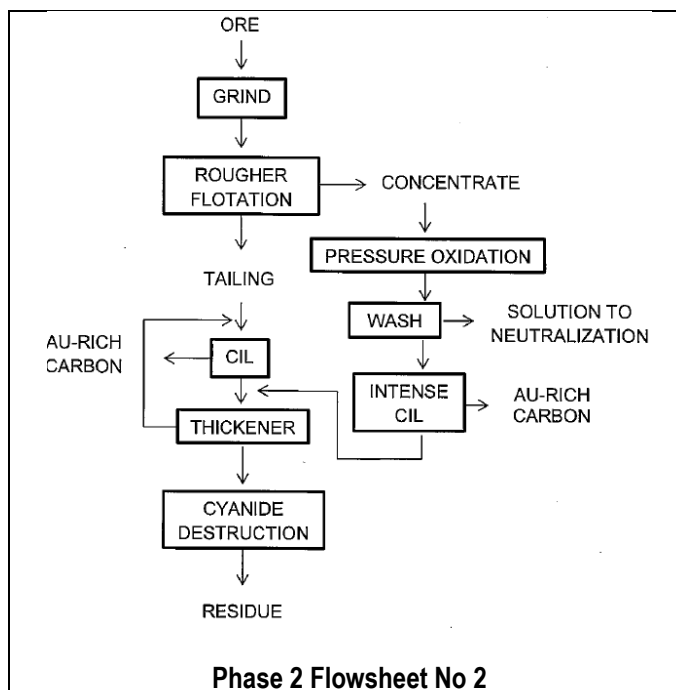 ORE
GRIND
ROUGHER
FLOTATION
CONCENTRATE
PRESSURE OXIDATION
TAILING
WASH
SOLUTION TO
NEUTRALIZATION
AU-RICH
CARBON
CIL
INTENSE
CIL
AU-RICH
CARBON
THICKENER
CYANIDE
DESTRUCTION
RESIDUE
Phase 2 Flowsheet No 2